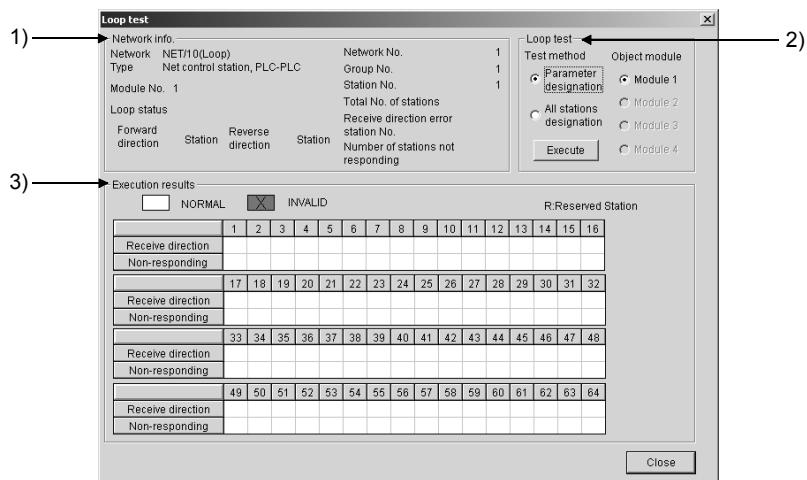 Loop test
1)
2)
3)
Network info.
Network NET/10(Loop)
Type Net control station, PLC-PLC
Module No. 1
Loop status
Forward direction Station Reverse direction Station
Network No. 1
Group No. 1
Station No. 1
Total No. of stations
Receive direction error
station No.
Number of stations not
responding
Loop test
Test method Object module
Parameter
designation
All stations
designation
Execute
Module 1
Module 2
Module 3
Module 4
Execution results
NORMAL X INVALID R:Reserved Station
1 2 3 4 5 6 7 8 9 10 11 12 13 14 15 16
Receive direction
Non-responding
17 18 19 20 21 22 23 24 25 26 27 28 29 30 31 32
Receive direction
Non-responding
33 34 35 36 37 38 39 40 41 42 43 44 45 46 47 48
Receive direction
Non-responding
49 50 51 52 53 54 55 56 57 58 59 60 61 62 63 64
Receive direction
Non-responding
Close